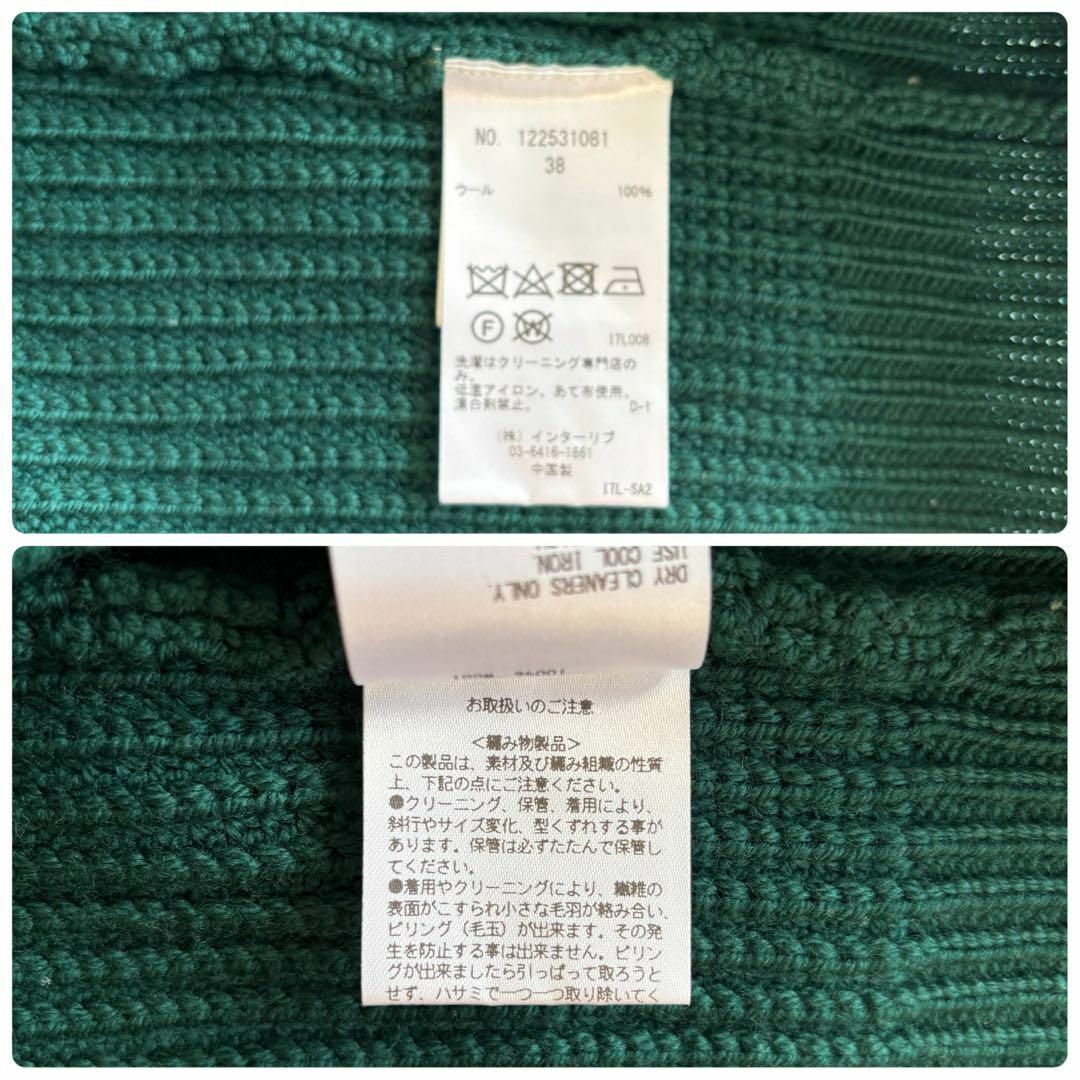 NO. 122531081
38
ウール 100%
F W ITL008
洗濯はクリーニング専門店の
み。
低温アイロン、あて布使用。
漂白剤禁止。 D-1
(株) インターリブ
03-6416-1861
中国製
ITL-SA2
USE COOL IRON.
DRY CLEANERS ONLY.
お取扱いのご注意
<編み物製品>
この製品は、素材及び編み組織の性質
上、下記の点にご注意ください。
●クリーニング、保管、着用により、
斜行やサイズ変化、型くずれする事が
あります。保管は必ずたたんで保管し
てください。
●着用やクリーニングにより、繊維の
表面がこすられ小さな毛羽が絡み合い、
ピリング(毛玉)が出来ます。その発
生を防止する事は出来ません。ピリン
グが出来ましたら引っぱって取ろうと
せず、ハサミで一つ一つ取り除いてく